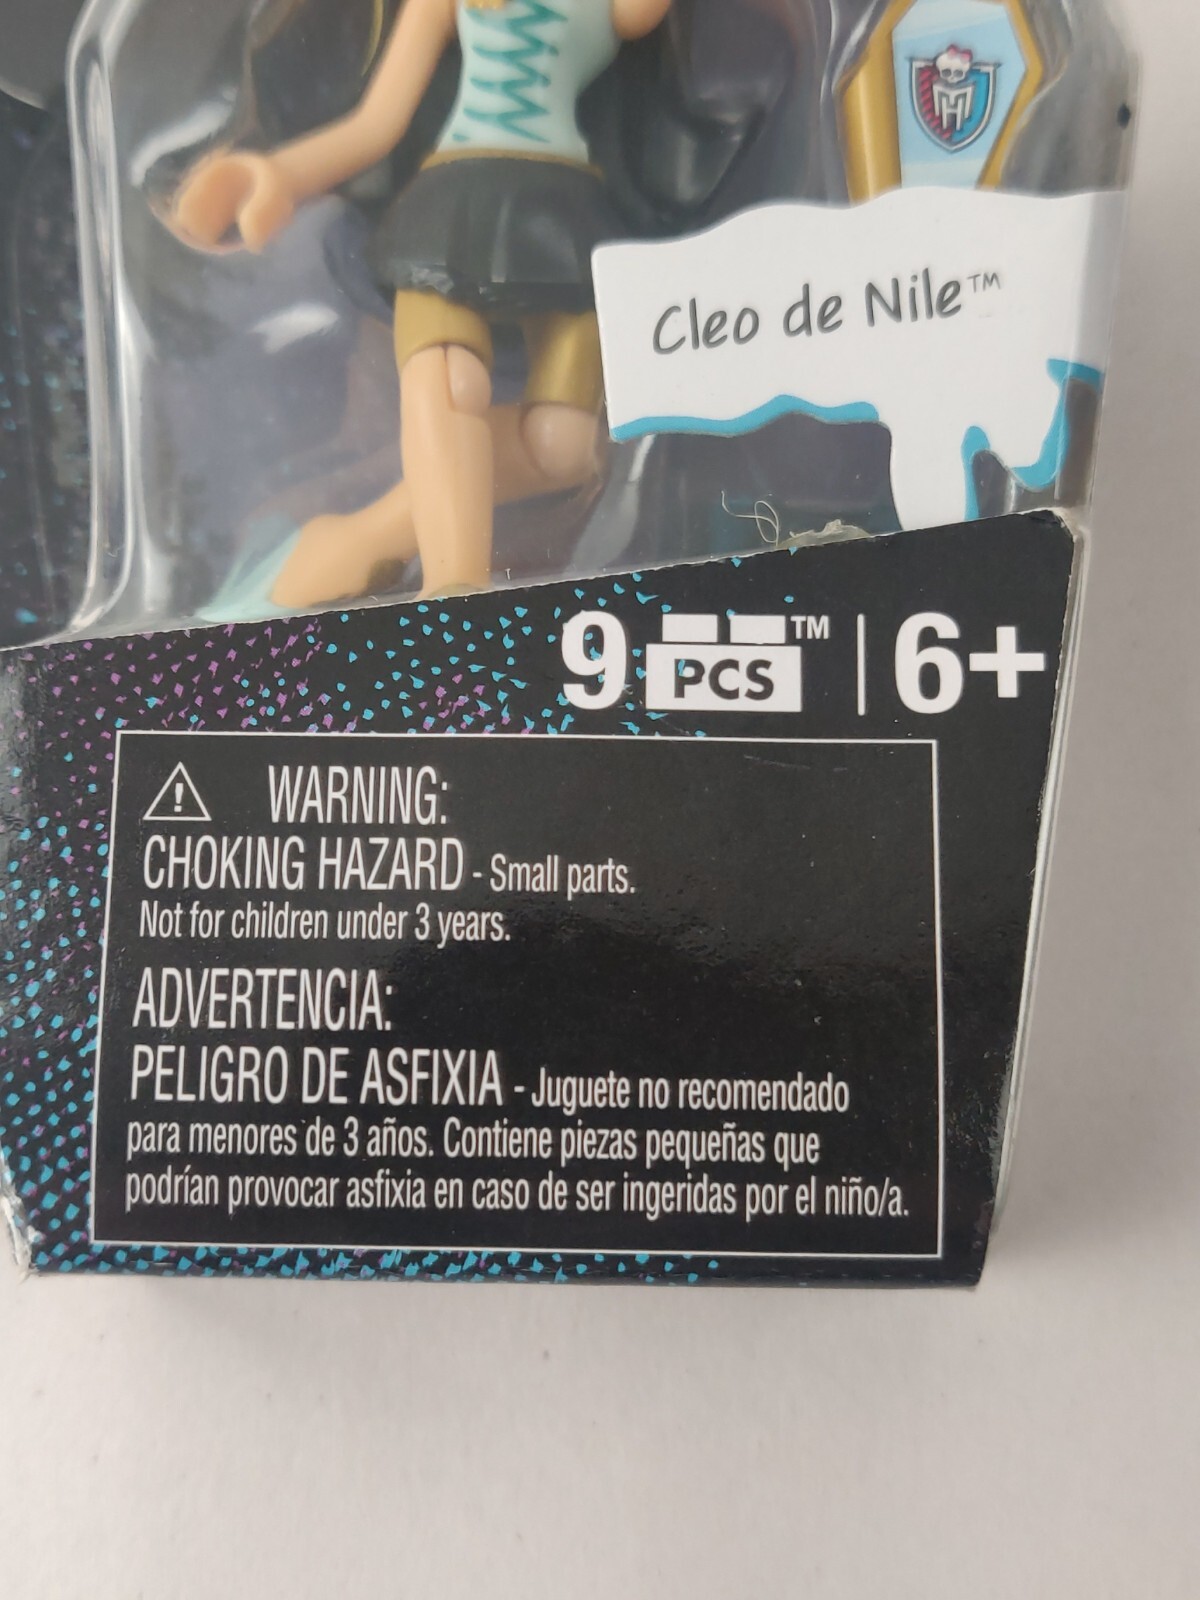 Cleo de Nile™
9 PCS™ | 6+
WARNING:
CHOKING HAZARD - Small parts.
Not for children under 3 years.
ADVERTENCIA:
PELIGRO DE ASFIXIA - Juguete no recomendado
para menores de 3 años. Contiene piezas pequeñas que
podrían provocar asfixia en caso de ser ingeridas por el niño/a.